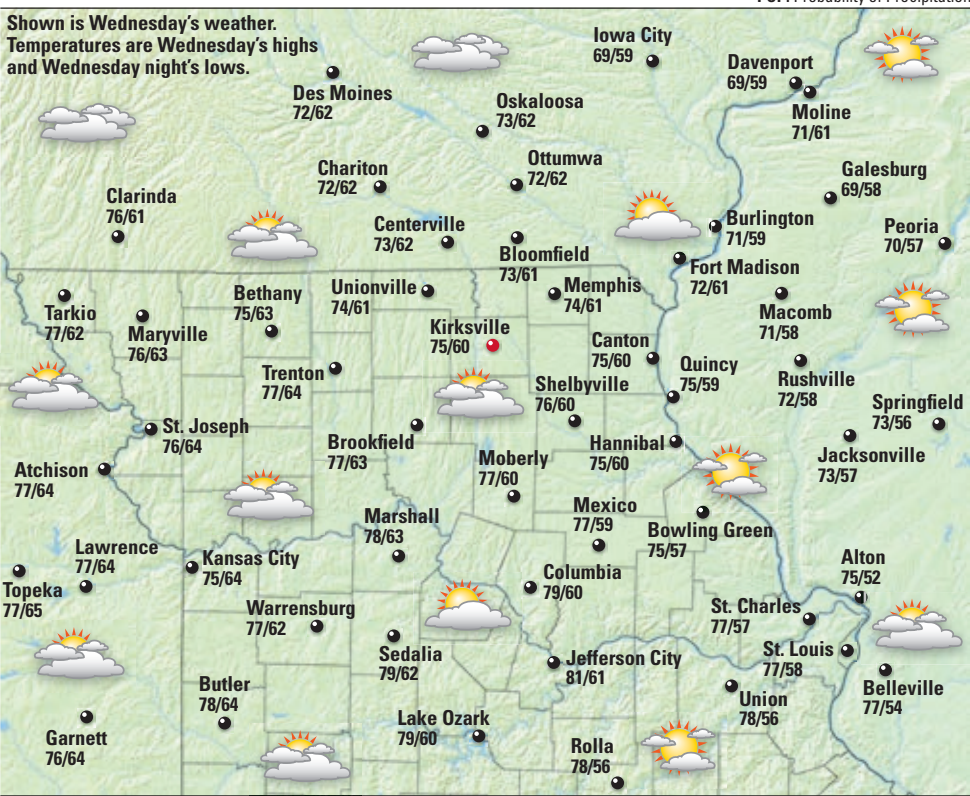 Probability of Precipitation
Shown is Wednesday's weather.
Temperatures are Wednesday's highs
and Wednesday night's lows.
Iowa City
69/59
Davenport
69/59
Moline
71/61
Des Moines
72/62
Oskaloosa
73/62
Chariton
72/62
Ottumwa
72/62
Galesburg
69/58
Clarinda
76/61
Centerville
73/62
Bloomfield
73/61
Burlington
71/59
Peoria
70/57
Fort Madison
72/61
Tarkio
77/62
Maryville
76/63
Bethany
75/63
Unionville
74/61
Memphis
74/61
Macomb
71/58
Kirksville
75/60
Canton
75/60
Quincy
75/59
Rushville
72/58
Trenton
77/64
Shelbyville
76/60
Springfield
73/56
St. Joseph
76/64
Brookfield
77/63
Hannibal
75/60
Jacksonville
73/57
Atchison
77/64
Moberly
77/60
Mexico
77/59
Bowling Green
75/57
Marshall
78/63
Lawrence
77/64
Kansas City
75/64
Alton
75/52
Topeka
77/65
Columbia
79/60
Warrensburg
77/62
St. Charles
77/57
Sedalia
79/62
Jefferson City
81/61
St. Louis
77/58
Belleville
77/54
Butler
78/64
Union
78/56
Garnett
76/64
Lake Ozark
79/60
Rolla
78/56